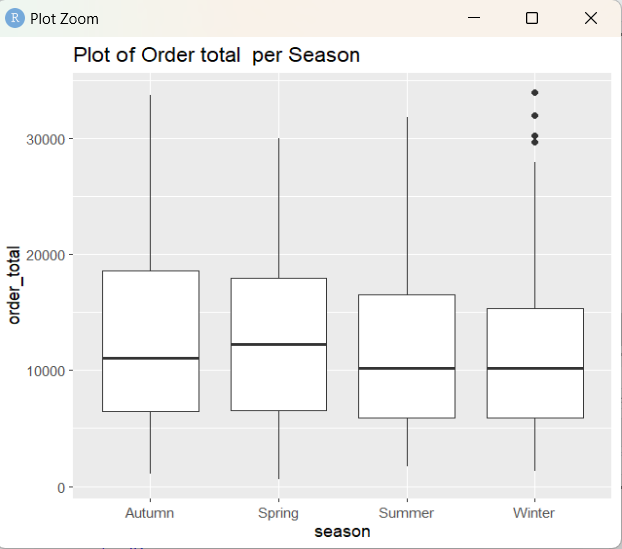 R Plot Zoom
Plot of Order total  per Season
order_total
30000
20000
10000
0
Autumn Spring Summer Winter
season